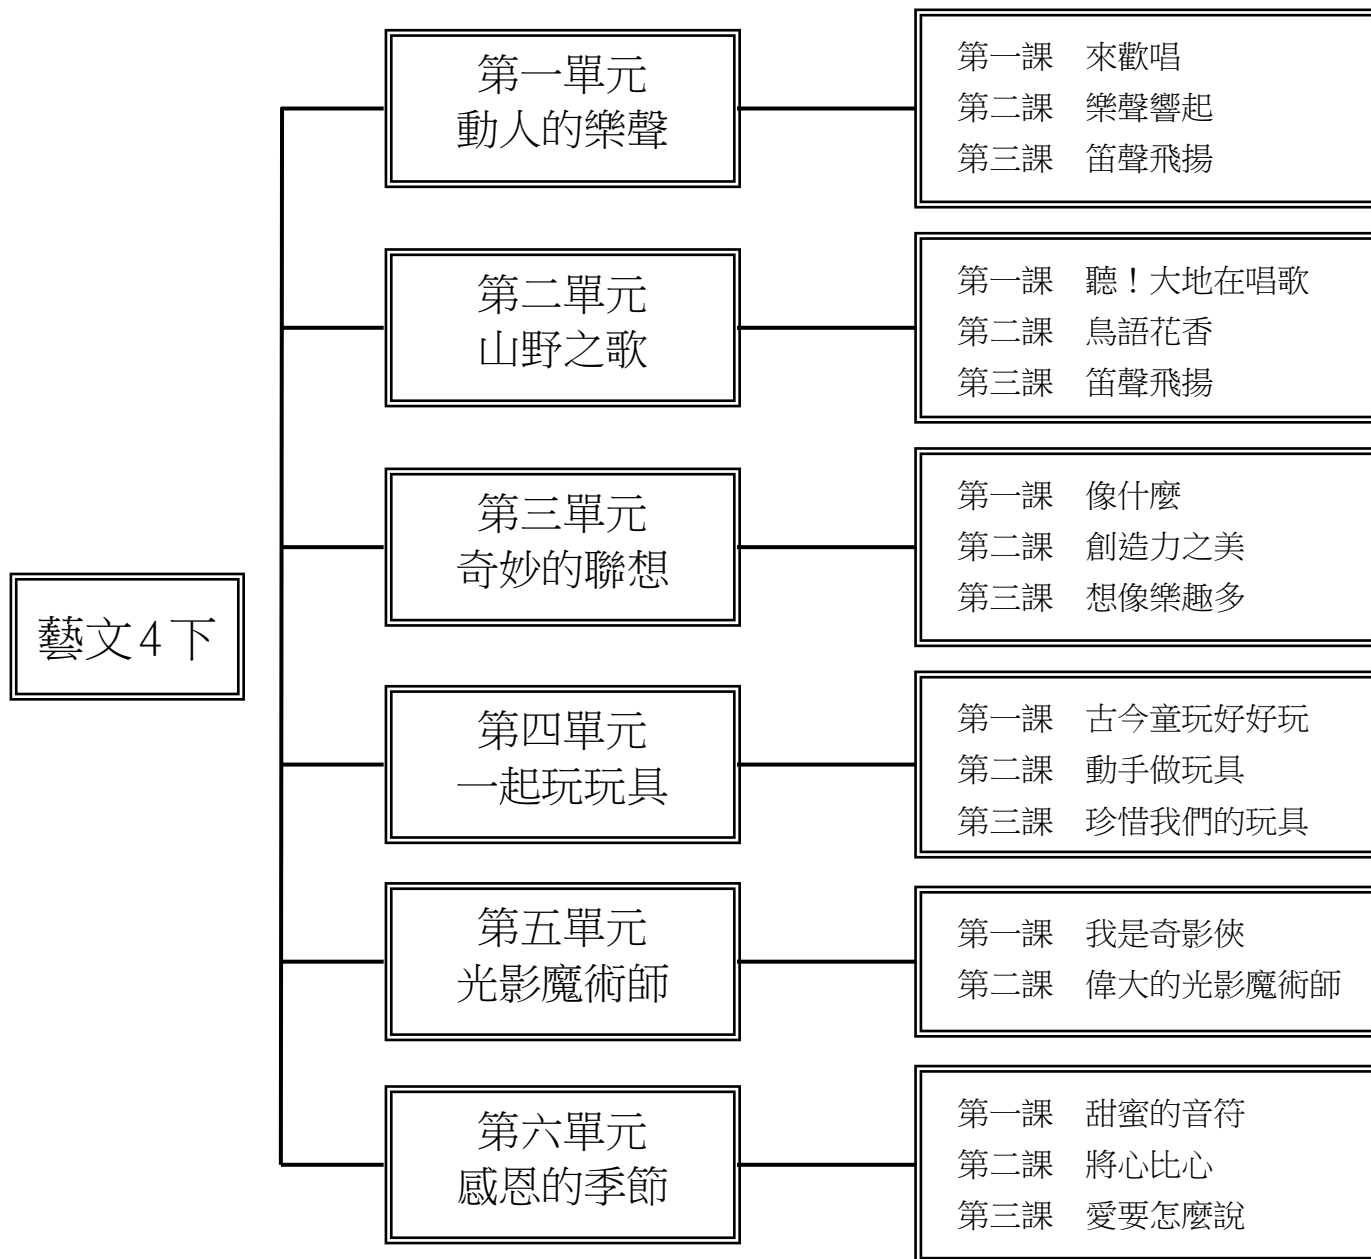 藝文4下
第一單元
動人的樂聲
第一課 來歡唱
第二課 樂聲響起
第三課 笛聲飛揚
第二單元
山野之歌
第一課 聽！大地在唱歌
第二課 鳥語花香
第三課 笛聲飛揚
第三單元
奇妙的聯想
第一課 像什麼
第二課 創造力之美
第三課 想像樂趣多
第四單元
一起玩玩具
第一課 古今童玩好好玩
第二課 動手做玩具
第三課 珍惜我們的玩具
第五單元
光影魔術師
第一課 我是奇影俠
第二課 偉大的光影魔術師
第六單元
感恩的季節
第一課 甜蜜的音符
第二課 將心比心
第三課 愛要怎麼說